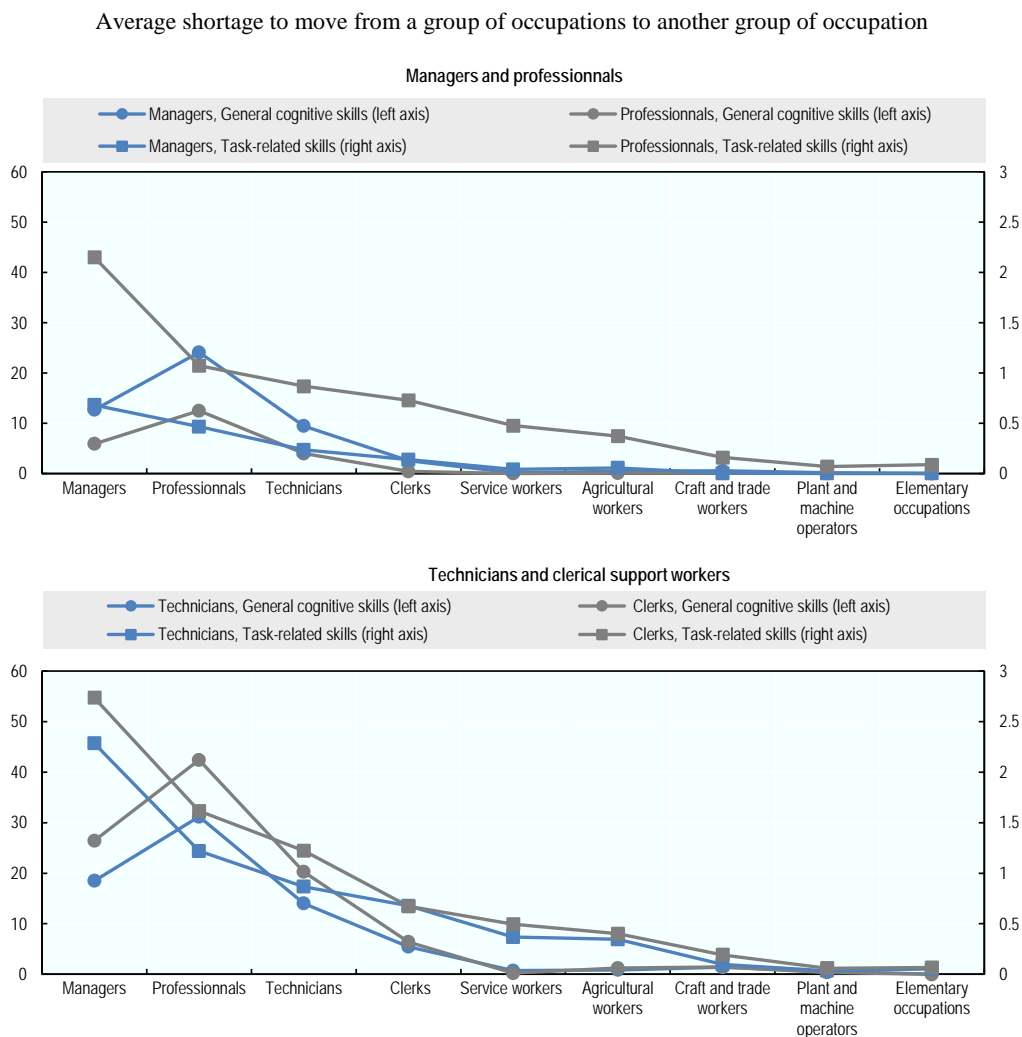 Average shortage to move from a group of occupations to another group of occupation
Managers and professionnals
Managers, General cognitive skills (left axis)
Professionnals, General cognitive skills (left axis)
Managers, Task-related skills (right axis)
Professionnals, Task-related skills (right axis)
60
50
40
30
20
10
0
3
2.5
2
1.5
1
0.5
0
Managers
Professionnals
Technicians
Clerks
Service workers
Agricultural
workers
Craft and trade
workers
Plant and
machine
operators
Elementary
occupations
Technicians and clerical support workers
Technicians, General cognitive skills (left axis)
Clerks, General cognitive skills (left axis)
Technicians, Task-related skills (right axis)
Clerks, Task-related skills (right axis)
60
50
40
30
20
10
0
3
2.5
2
1.5
1
0.5
0
Managers
Professionnals
Technicians
Clerks
Service workers
Agricultural
workers
Craft and trade
workers
Plant and
machine
operators
Elementary
occupations